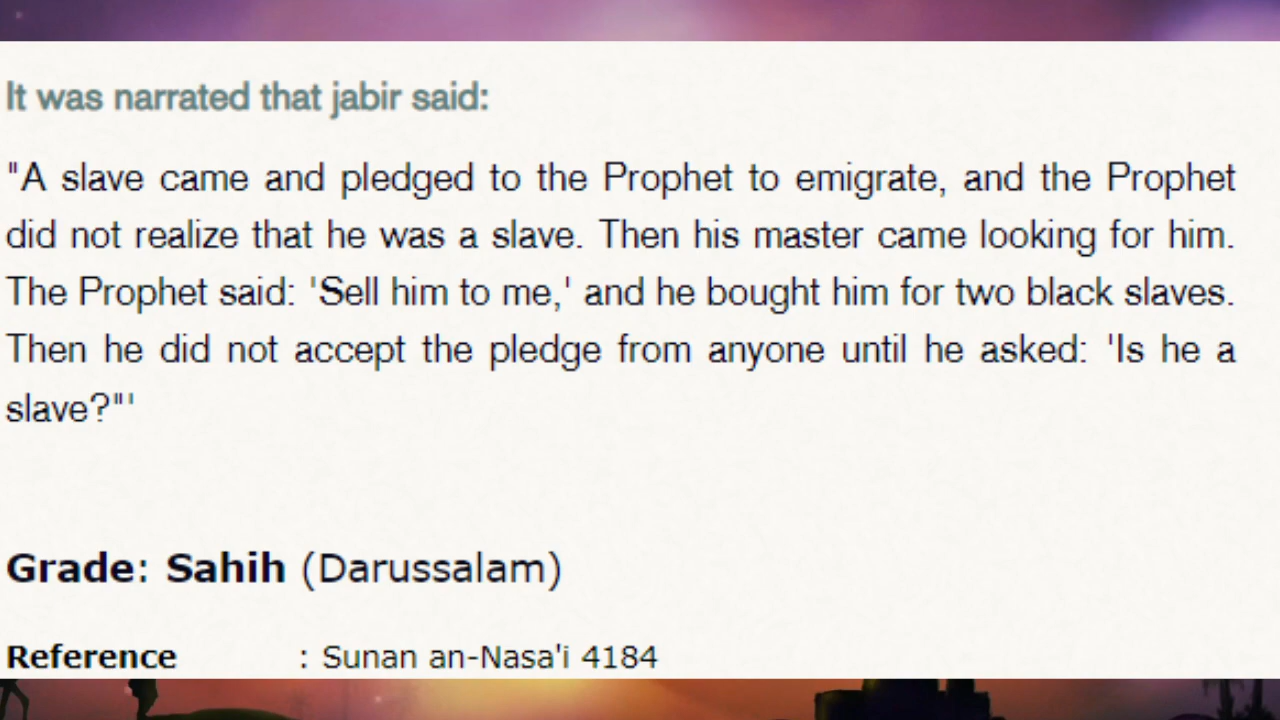 It was narrated that jabir said:
"A slave came and pledged to the Prophet to emigrate, and the Prophet
did not realize that he was a slave. Then his master came looking for him.
The Prophet said: 'Sell him to me,' and he bought him for two black slaves.
Then he did not accept the pledge from anyone until he asked: 'Is he a
slave?"'
Grade: Sahih (Darussalam)
Reference : Sunan an-Nasa'i 4184